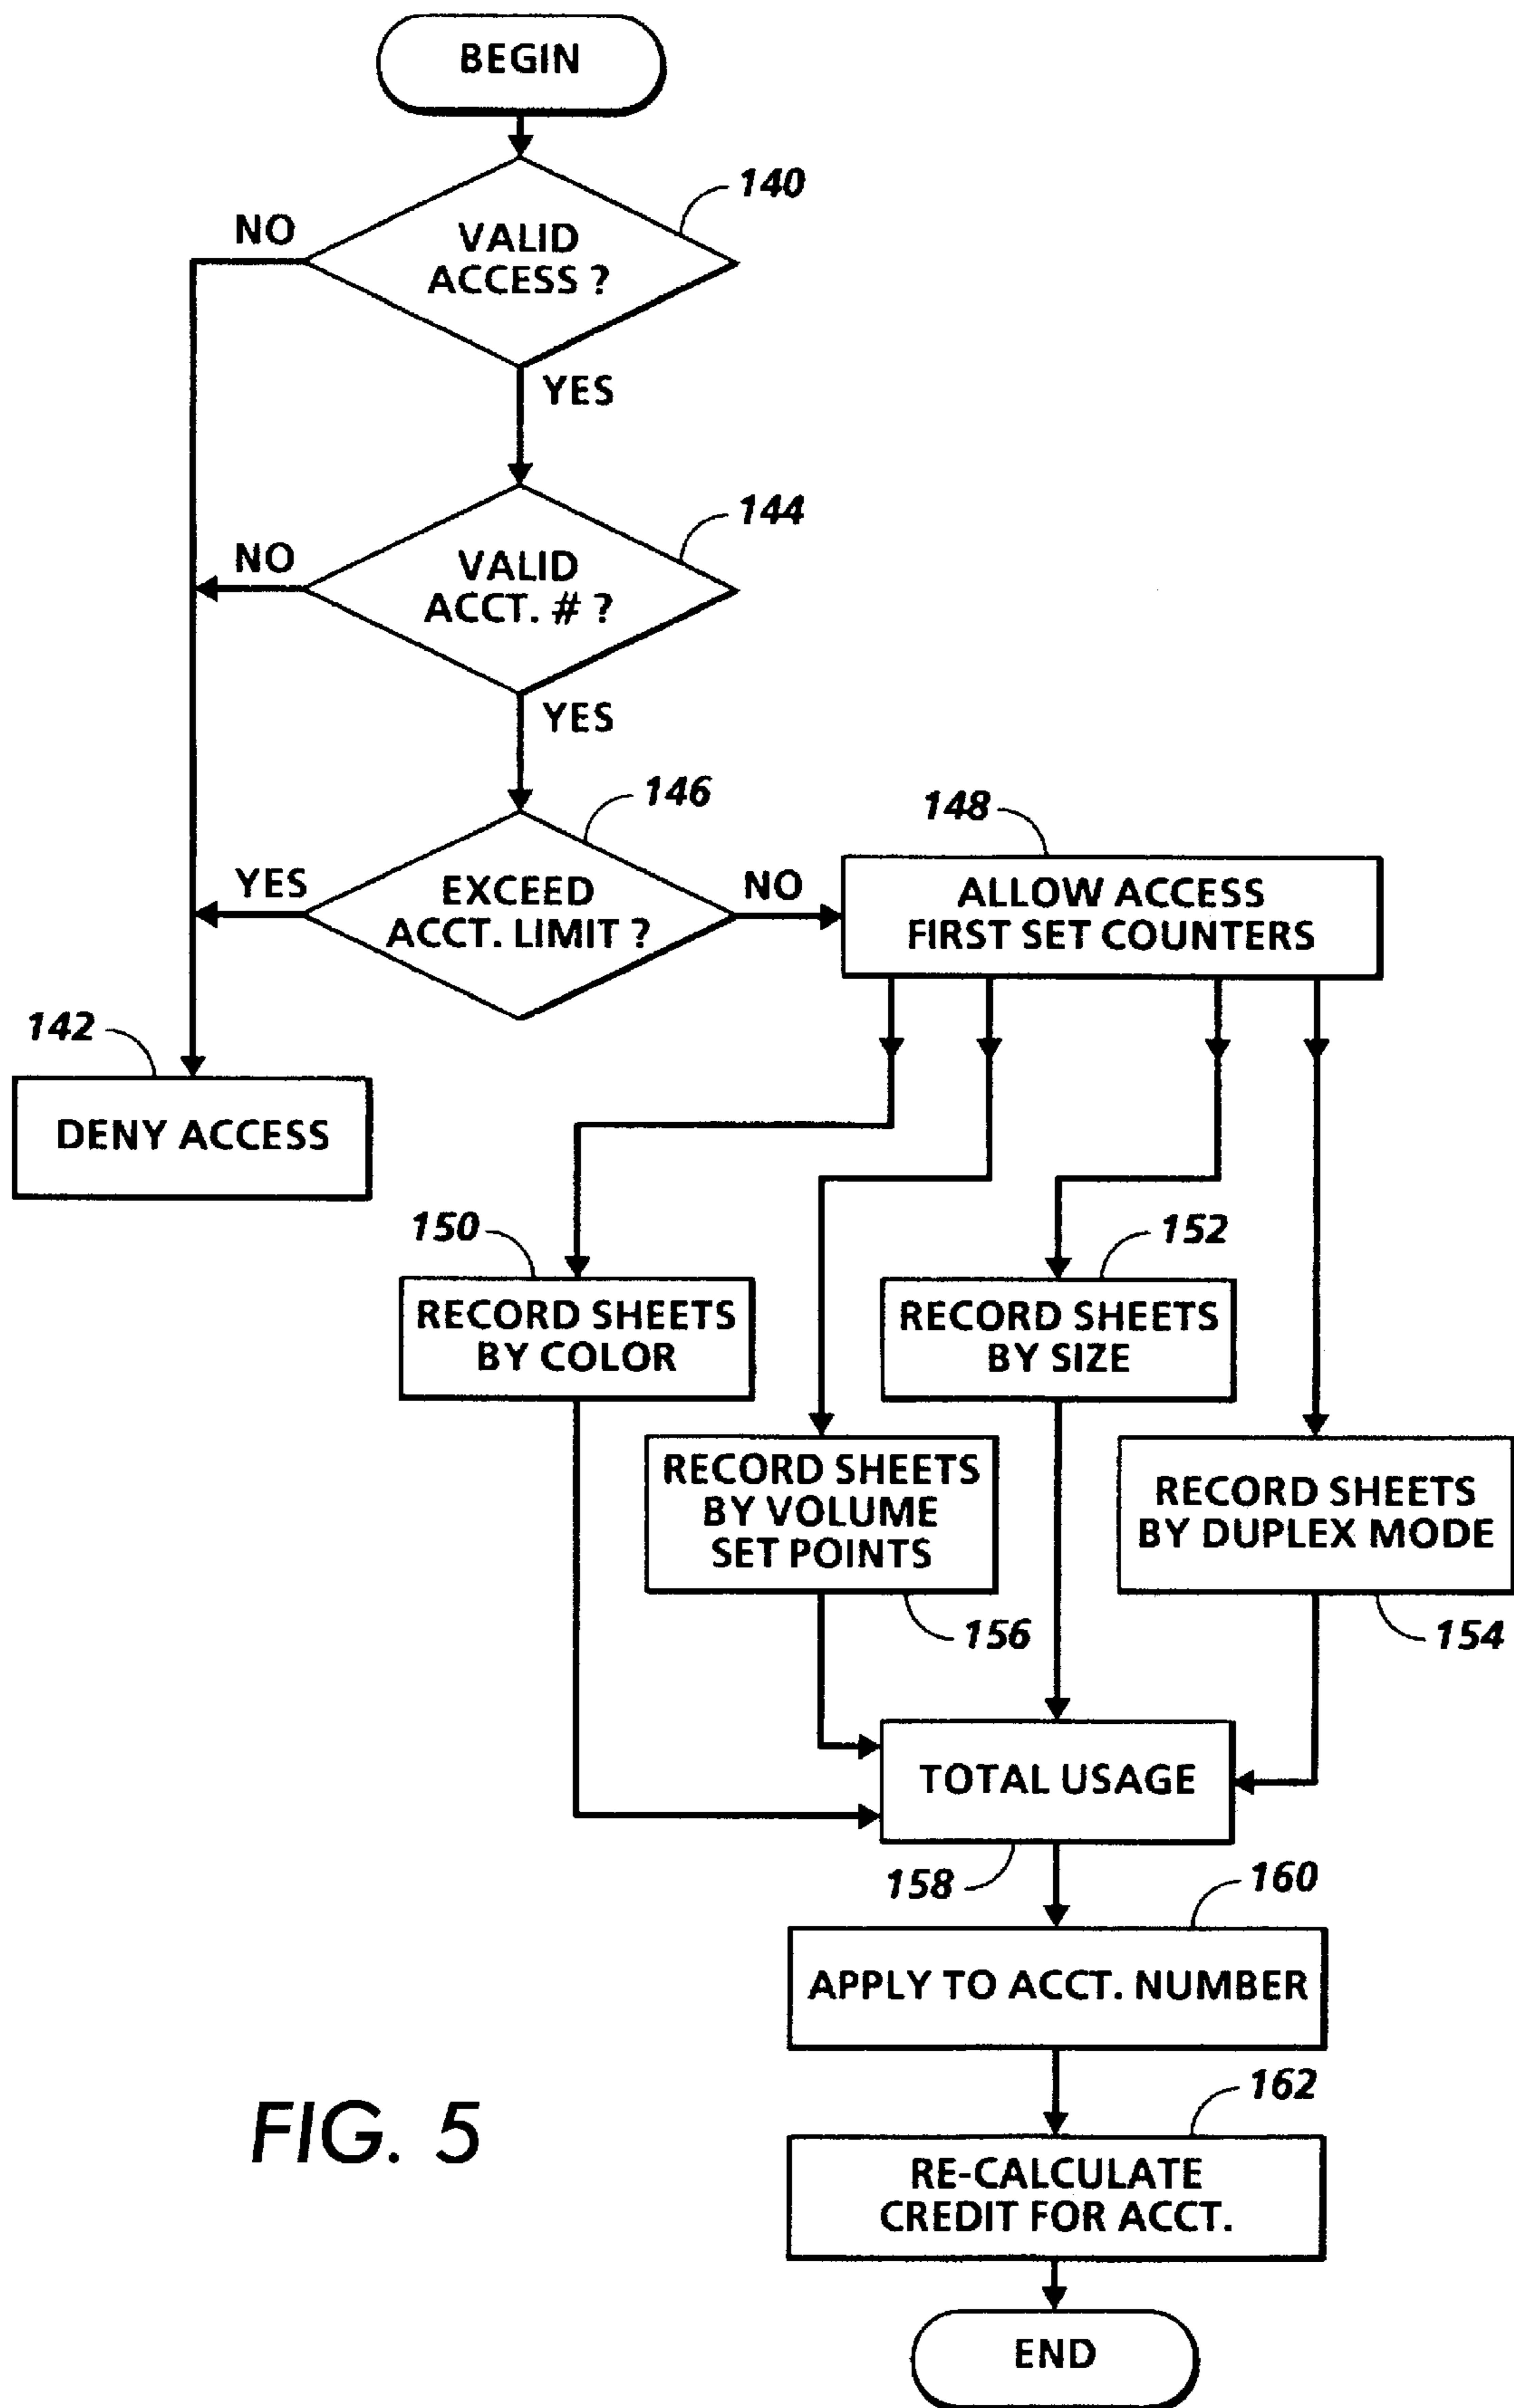 BEGIN
140
VALID
ACCESS ?
NO
YES
144
VALID
ACCT. # ?
NO
YES
146
EXCEED
ACCT. LIMIT ?
YES
NO
148
ALLOW ACCESS
FIRST SET COUNTERS
142
DENY ACCESS
150
RECORD SHEETS
BY COLOR
152
RECORD SHEETS
BY SIZE
RECORD SHEETS
BY VOLUME
SET POINTS
156
RECORD SHEETS
BY DUPLEX MODE
154
TOTAL USAGE
158
160
APPLY TO ACCT. NUMBER
162
RE-CALCULATE
CREDIT FOR ACCT.
END
FIG. 5